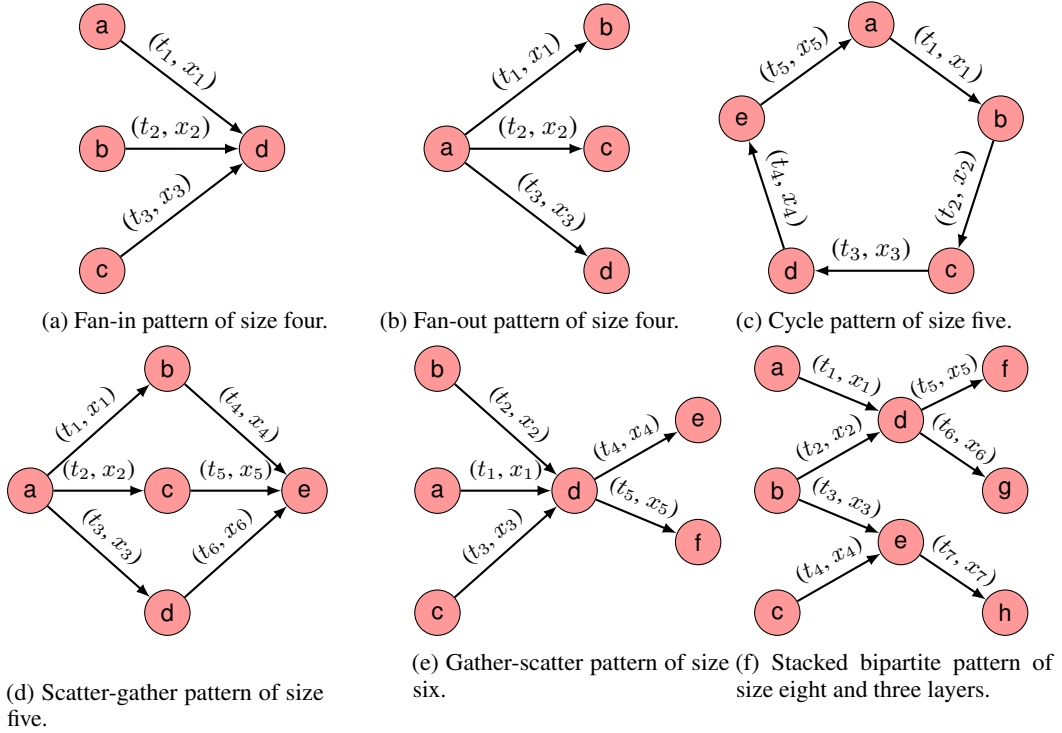 a
(t₁, x₁)
b
(t₂, x₂)
d
(t₃, x₃)
c
(a) Fan-in pattern of size four.
b
(t₁, x₁)
a
(t₂, x₂)
c
(t₃, x₃)
d
(b) Fan-out pattern of size four.
a
(t₅, x₅)
(t₁, x₁)
e
b
(t₄, x₄)
(t₂, x₂)
(t₃, x₃)
d
c
(c) Cycle pattern of size five.
b
(t₁, x₁)
(t₄, x₄)
a
(t₂, x₂)
c
(t₅, x₅)
e
(t₃, x₃)
(t₆, x₆)
d
(d) Scatter-gather pattern of size
five.
b
(t₂, x₂)
e
(t₄, x₄)
a
(t₁, x₁)
d
(t₅, x₅)
(t₃, x₃)
f
c
(e) Gather-scatter pattern of size
six.
a
(t₁, x₁)
(t₅, x₅)
f
d
(t₂, x₂)
(t₆, x₆)
b
g
(t₃, x₃)
e
(t₄, x₄)
(t₇, x₇)
c
h
(f) Stacked bipartite pattern of
size eight and three layers.